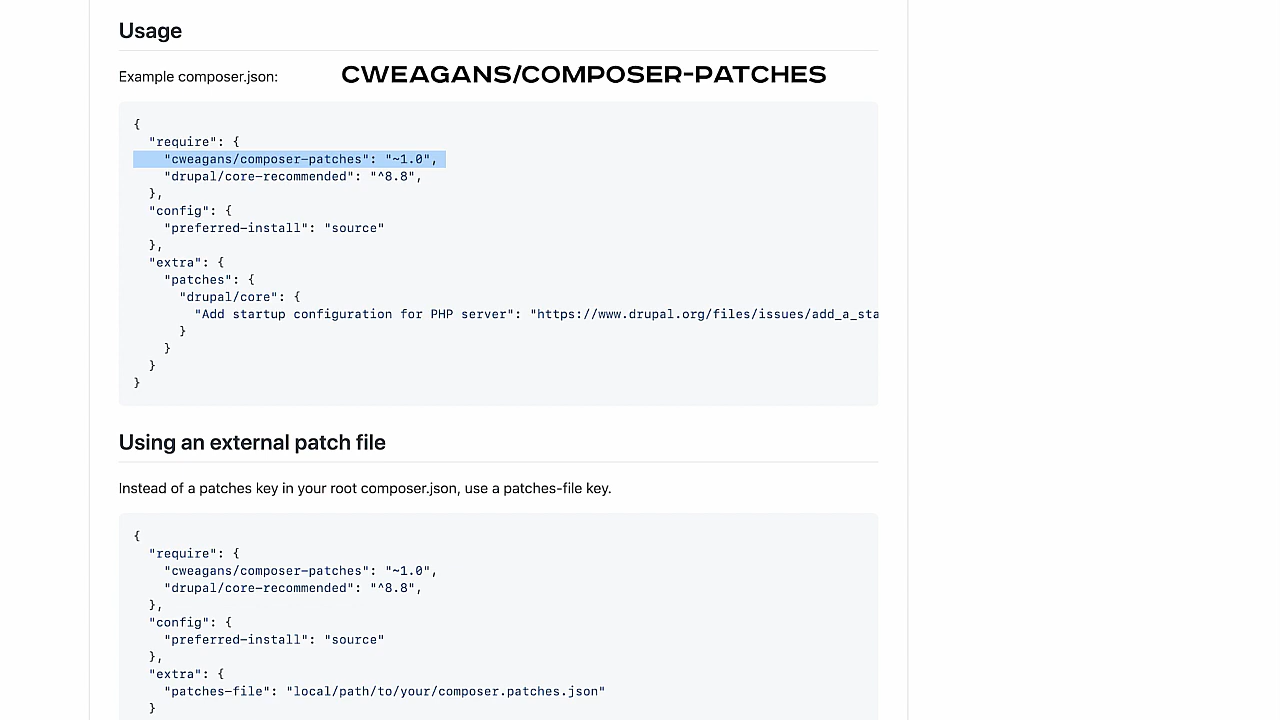 Usage
Example composer.json:
CWEAGANS/COMPOSER-PATCHES
{
  "require": {
    "cweagans/composer-patches": "~1.0",
    "drupal/core-recommended": "^8.8",
  },
  "config": {
    "preferred-install": "source"
  },
  "extra": {
    "patches": {
      "drupal/core": {
        "Add startup configuration for PHP server": "https://www.drupal.org/files/issues/add_a_sta
      }
    }
  }
}
Using an external patch file
Instead of a patches key in your root composer.json, use a patches-file key.
{
  "require": {
    "cweagans/composer-patches": "~1.0",
    "drupal/core-recommended": "^8.8",
  },
  "config": {
    "preferred-install": "source"
  },
  "extra": {
    "patches-file": "local/path/to/your/composer.patches.json"
  }